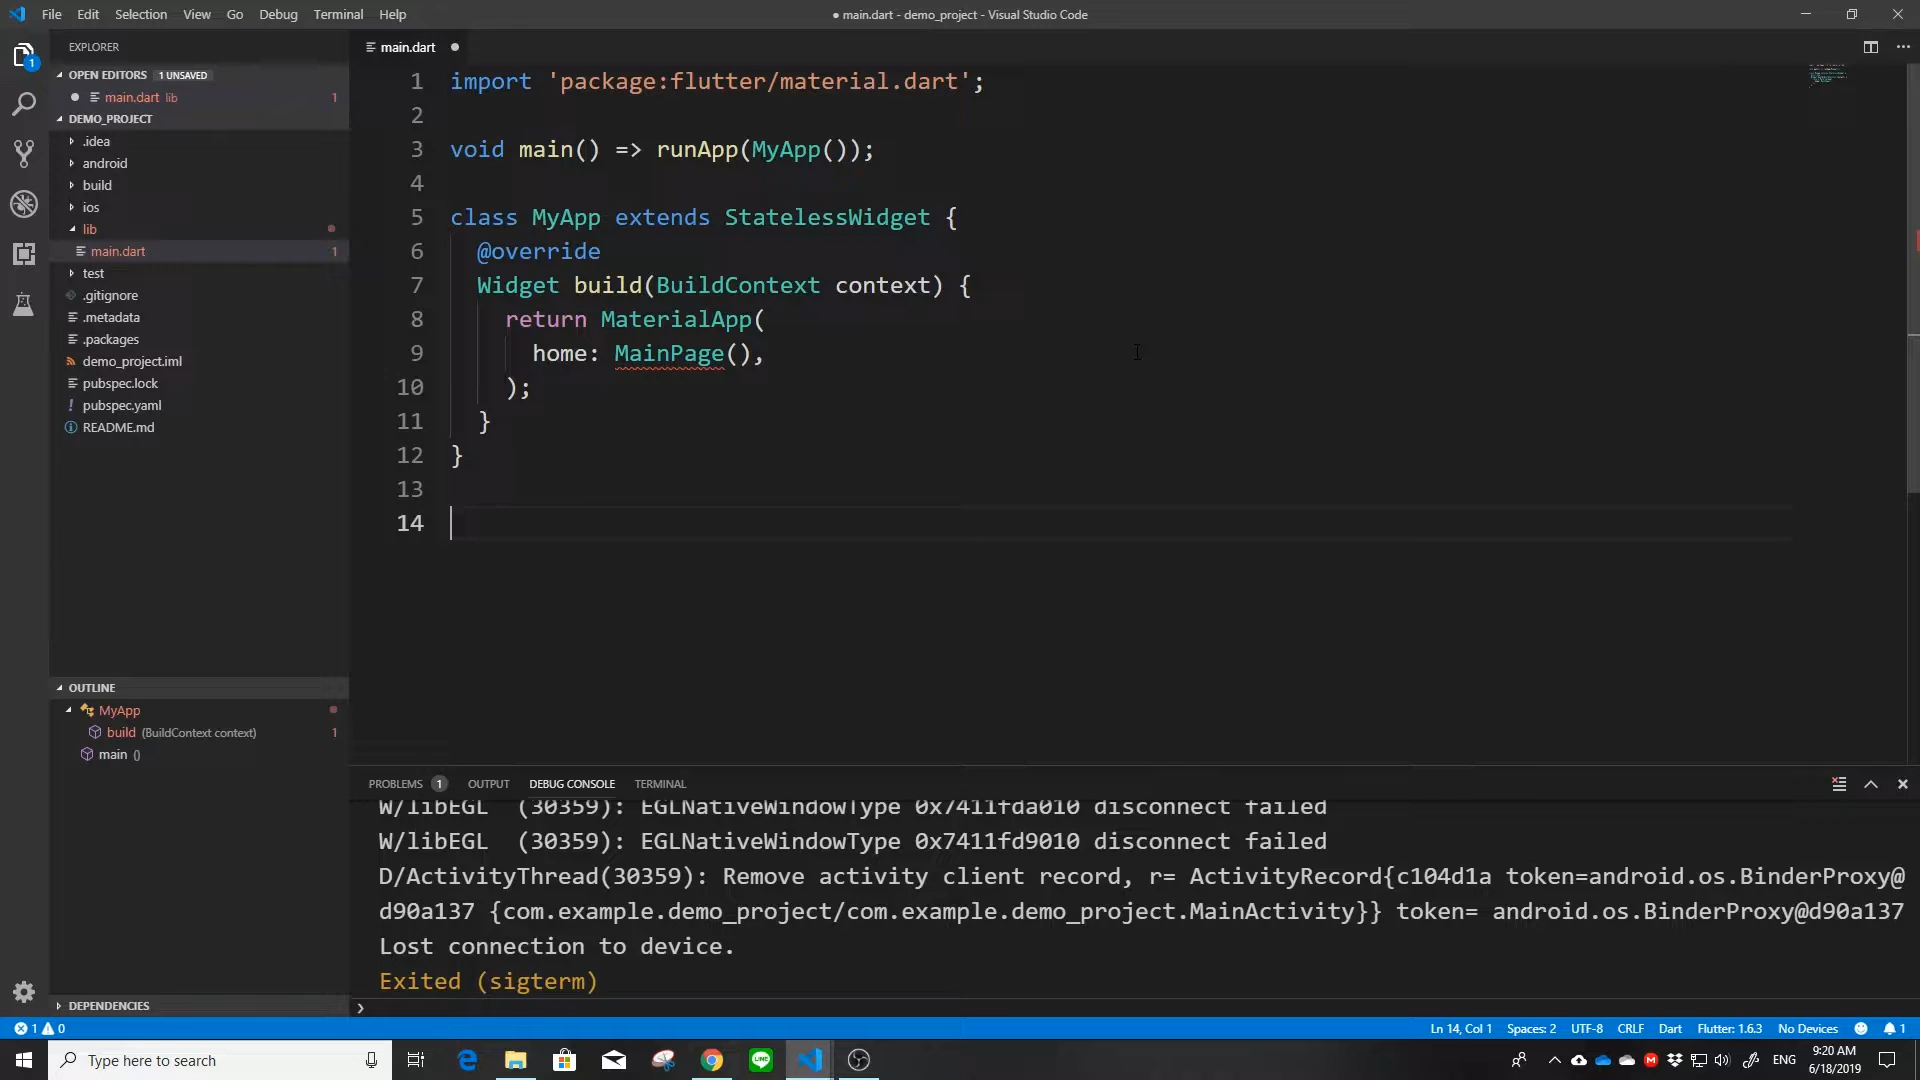 File Edit Selection View Go Debug Terminal Help
● main.dart - demo_project - Visual Studio Code
EXPLORER
OPEN EDITORS 1 UNSAVED
main.dart lib 1
DEMO_PROJECT
.idea
android
build
ios
lib
main.dart 1
test
.gitignore
.metadata
.packages
demo_project.iml
pubspec.lock
! pubspec.yaml
README.md
OUTLINE
MyApp
build (BuildContext context) 1
main ()
DEPENDENCIES
main.dart
1 import 'package:flutter/material.dart';
2
3 void main() => runApp(MyApp());
4
5 class MyApp extends StatelessWidget {
6 @override
7 Widget build(BuildContext context) {
8 return MaterialApp(
9 home: MainPage(),
10 );
11 }
12 }
13
14
PROBLEMS 1 OUTPUT DEBUG CONSOLE TERMINAL
W/libEGL (30359): EGLNativeWindowType 0x7411fda010 disconnect failed
W/libEGL (30359): EGLNativeWindowType 0x7411fd9010 disconnect failed
D/ActivityThread(30359): Remove activity client record, r= ActivityRecord{c104d1a token=android.os.BinderProxy@
d90a137 {com.example.demo_project/com.example.demo_project.MainActivity}} token= android.os.BinderProxy@d90a137
Lost connection to device.
Exited (sigterm)
1 0
Ln 14, Col 1 Spaces: 2 UTF-8 CRLF Dart Flutter: 1.6.3 No Devices 1
Type here to search
LINE
ENG
9:20 AM
6/18/2019